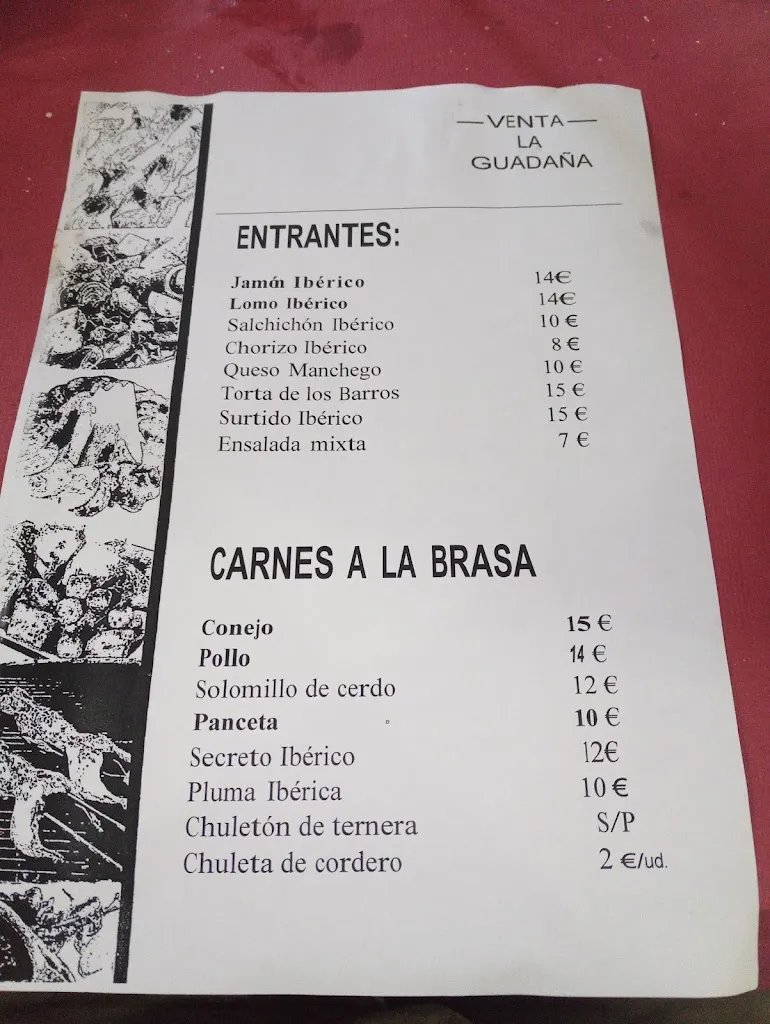 VENTA
LA
GUADAÑA
ENTRANTES:
Jamón Ibérico 14€
Lomo Ibérico 14€
Salchichón Ibérico 10 €
Chorizo Ibérico 8 €
Queso Manchego 10 €
Torta de los Barros 15 €
Surtido Ibérico 15 €
Ensalada mixta 7 €
CARNES A LA BRASA
Conejo 15 €
Pollo 14 €
Solomillo de cerdo 12 €
Panceta 10 €
Secreto Ibérico 12€
Pluma Ibérica 10 €
Chuletón de ternera S/P
Chuleta de cordero 2 €/ud.